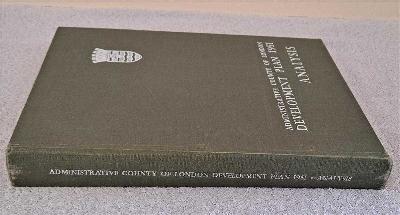 ADMINISTRATIVE COUNTY OF LONDON
DEVELOPMENT PLAN 1951
ANALYSIS
ADMINISTRATIVE COUNTY OF LONDON DEVELOPMENT PLAN 1951 — ANALYSIS